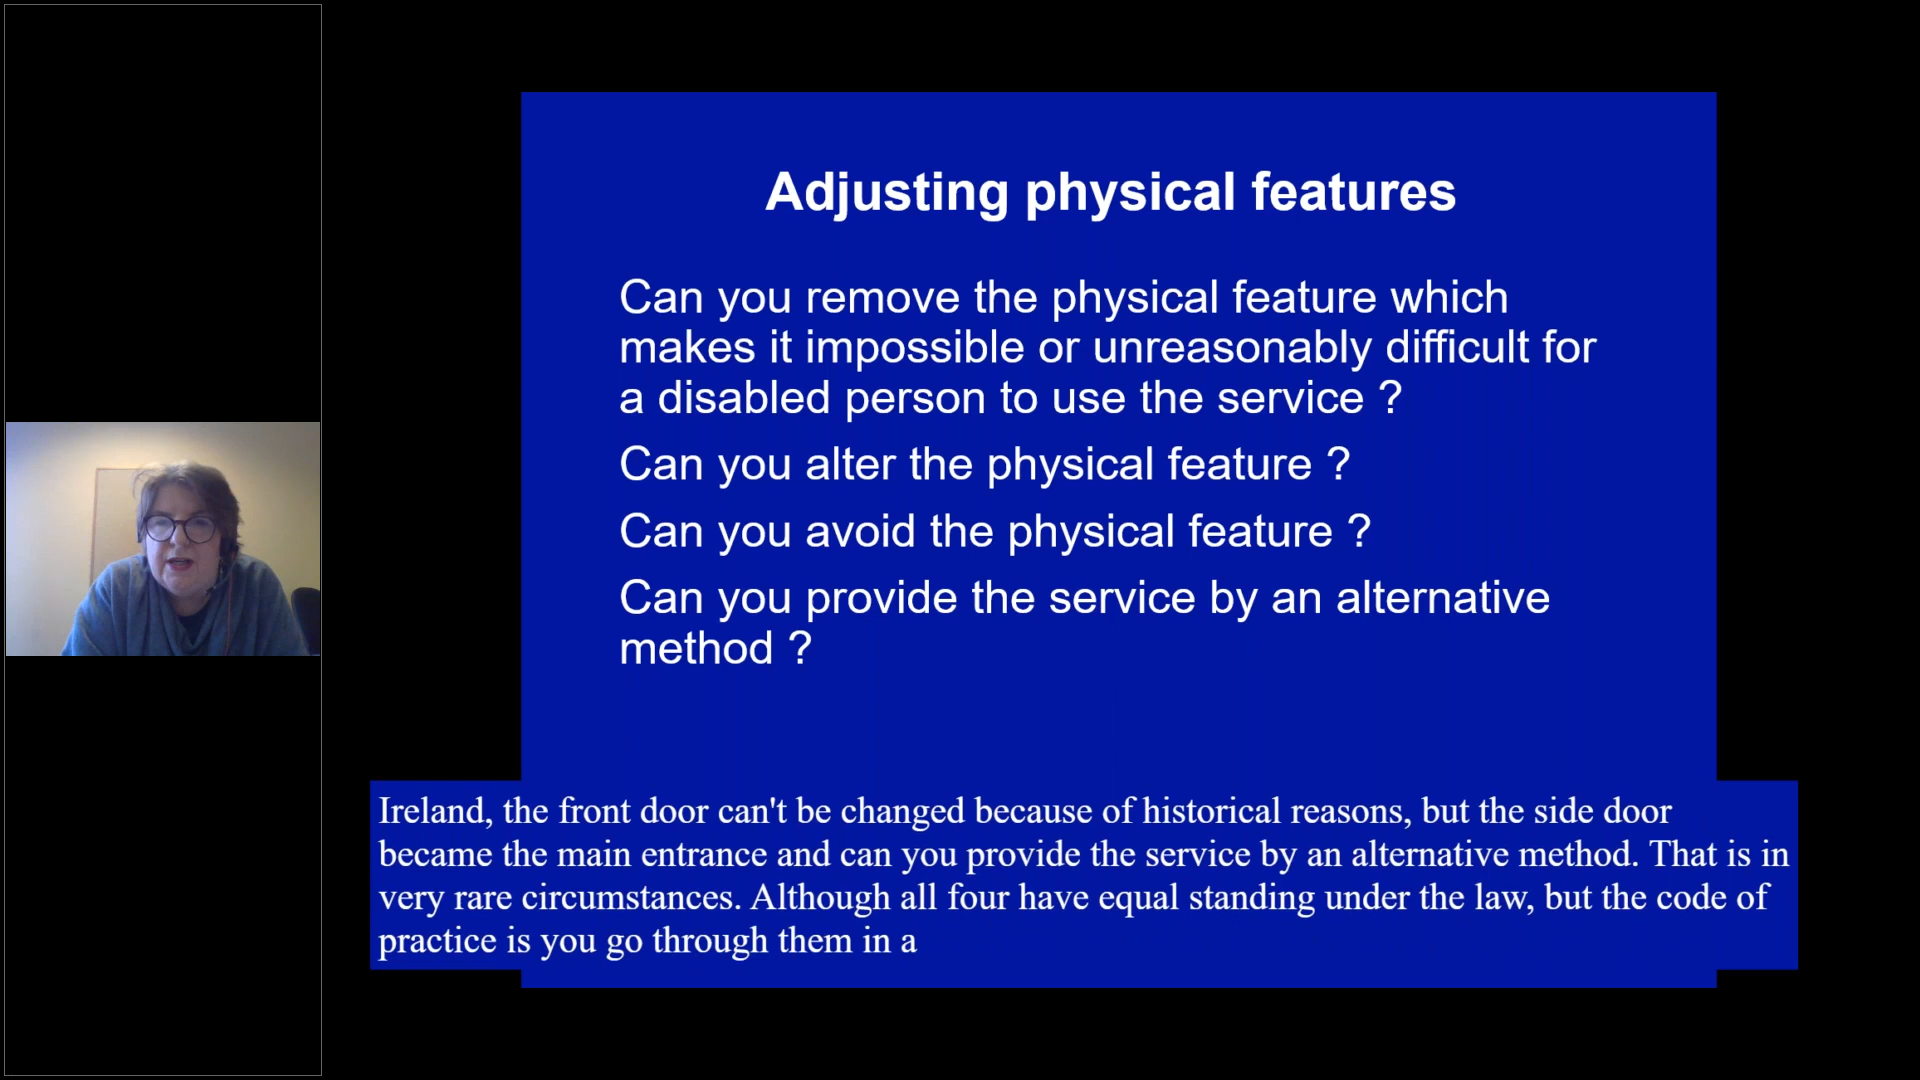 Adjusting physical features
Can you remove the physical feature which
makes it impossible or unreasonably difficult for
a disabled person to use the service ?
Can you alter the physical feature ?
Can you avoid the physical feature ?
Can you provide the service by an alternative
method ?
Ireland, the front door can't be changed because of historical reasons, but the side door
became the main entrance and can you provide the service by an alternative method. That is in
very rare circumstances. Although all four have equal standing under the law, but the code of
practice is you go through them in a